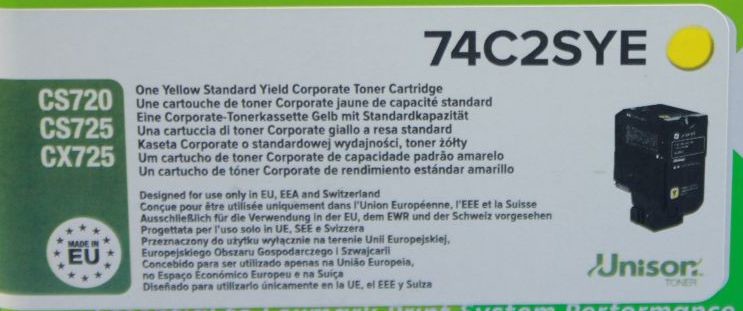 74C2SYE
CS720
CS725
CX725
One Yellow Standard Yield Corporate Toner Cartridge
Une cartouche de toner Corporate jaune de capacité standard
Eine Corporate-Tonerkassette Gelb mit Standardkapazität
Una cartuccia di toner Corporate giallo a resa standard
Kaseta Corporate o standardowej wydajności, toner żółty
Um cartucho de toner Corporate de capacidade padrão amarelo
Un cartucho de tóner Corporate de rendimiento estándar amarillo
Designed for use only in EU, EEA and Switzerland
Conçue pour être utilisée uniquement dans l'Union Européenne, l'EEE et la Suisse
Ausschließlich für die Verwendung in der EU, dem EWR und der Schweiz vorgesehen
Progettata per l'uso solo in UE, SEE e Svizzera
Przeznaczony do użytku wyłącznie na terenie Unii Europejskiej,
Europejskiego Obszaru Gospodarczego i Szwajcarii
Concebido para ser utilizado apenas na União Europeia,
no Espaço Económico Europeu e na Suíça
Diseñado para utilizarlo únicamente en la UE, el EEE y Suiza
MADE IN
EU
Unison
TONER
Print System Performance